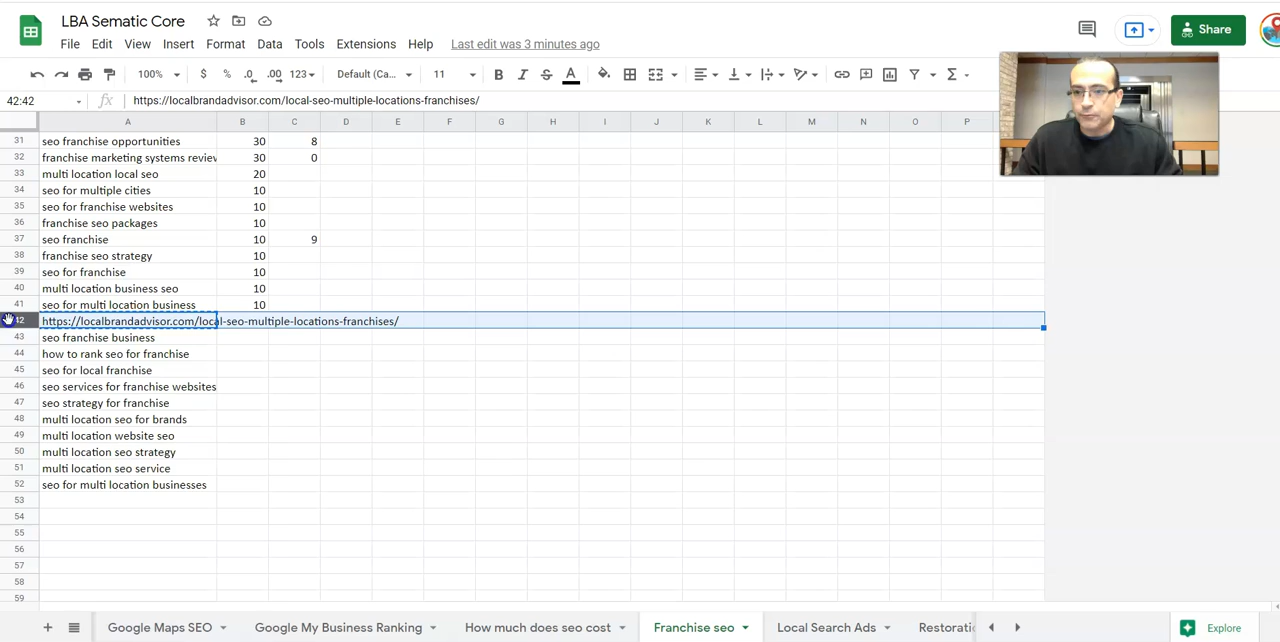 LBA Sematic Core
File Edit View Insert Format Data Tools Extensions Help Last edit was 3 minutes ago
Share
100% $ % .0 .00 123 Default (Ca... 11 B I S A Σ
42:42 fx https://localbrandadvisor.com/local-seo-multiple-locations-franchises/
A B C D E F G H I J K L M N O P
31 seo franchise opportunities 30 8
32 franchise marketing systems review 30 0
33 multi location local seo 20
34 seo for multiple cities 10
35 seo for franchise websites 10
36 franchise seo packages 10
37 seo franchise 10 9
38 franchise seo strategy 10
39 seo for franchise 10
40 multi location business seo 10
41 seo for multi location business 10
42 https://localbrandadvisor.com/local-seo-multiple-locations-franchises/
43 seo franchise business
44 how to rank seo for franchise
45 seo for local franchise
46 seo services for franchise websites
47 seo strategy for franchise
48 multi location seo for brands
49 multi location website seo
50 multi location seo strategy
51 multi location seo service
52 seo for multi location businesses
53
54
55
56
57
58
59
Google Maps SEO Google My Business Ranking How much does seo cost Franchise seo Local Search Ads Restorati Explore